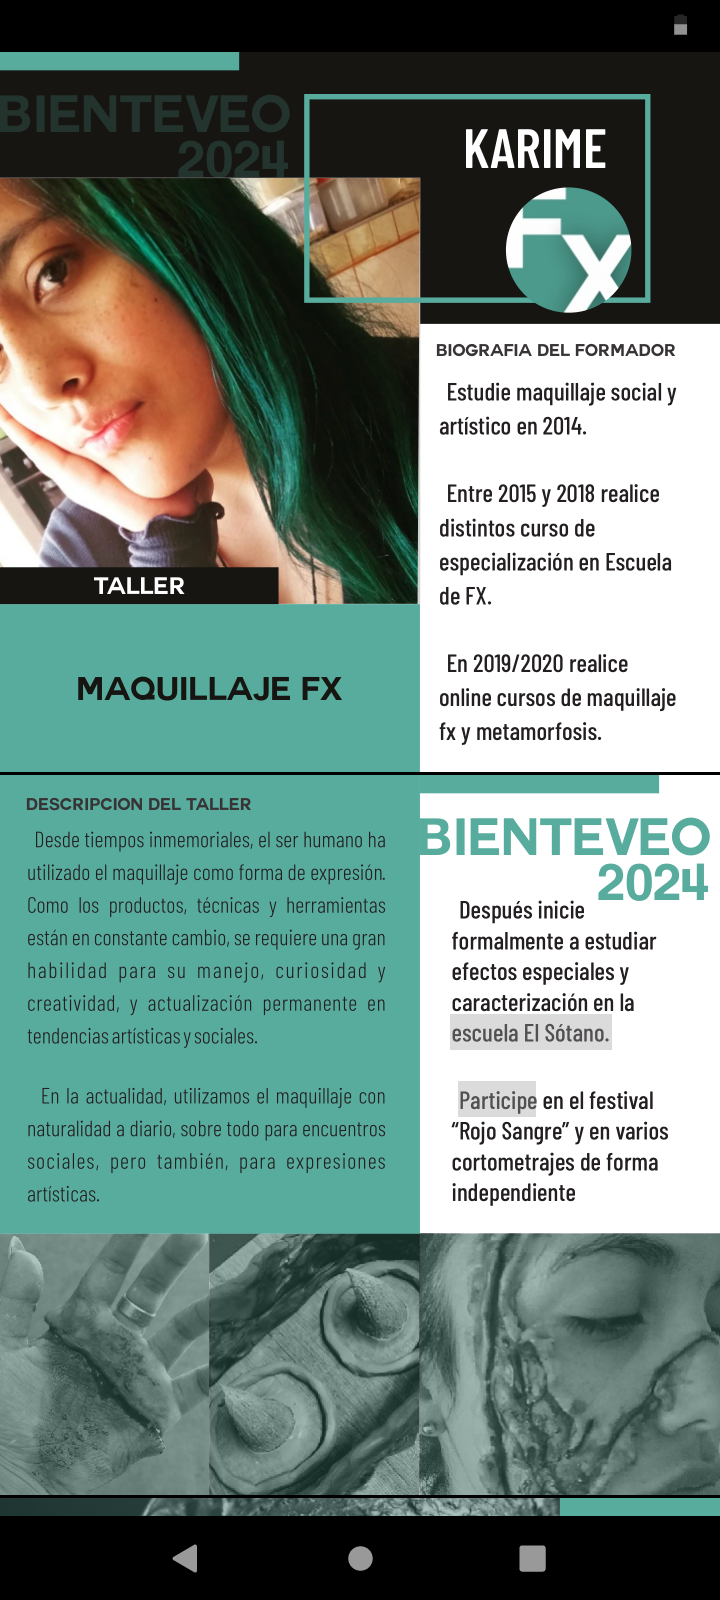 BIENTEVEO
2024
KARIME
FX
BIOGRAFIA DEL FORMADOR
Estudie maquillaje social y
artístico en 2014.
Entre 2015 y 2018 realice
distintos curso de
especialización en Escuela
de FX.
En 2019/2020 realice
online cursos de maquillaje
fx y metamorfosis.
TALLER
MAQUILLAJE FX
DESCRIPCION DEL TALLER
Desde tiempos inmemoriales, el ser humano ha
utilizado el maquillaje como forma de expresión.
Como los productos, técnicas y herramientas
están en constante cambio, se requiere una gran
habilidad para su manejo, curiosidad y
creatividad, y actualización permanente en
tendencias artísticas y sociales.
En la actualidad, utilizamos el maquillaje con
naturalidad a diario, sobre todo para encuentros
sociales, pero también, para expresiones
artísticas.
BIENTEVEO
2024
Después inicie
formalmente a estudiar
efectos especiales y
caracterización en la
escuela El Sótano.
Participe en el festival
“Rojo Sangre” y en varios
cortometrajes de forma
independiente